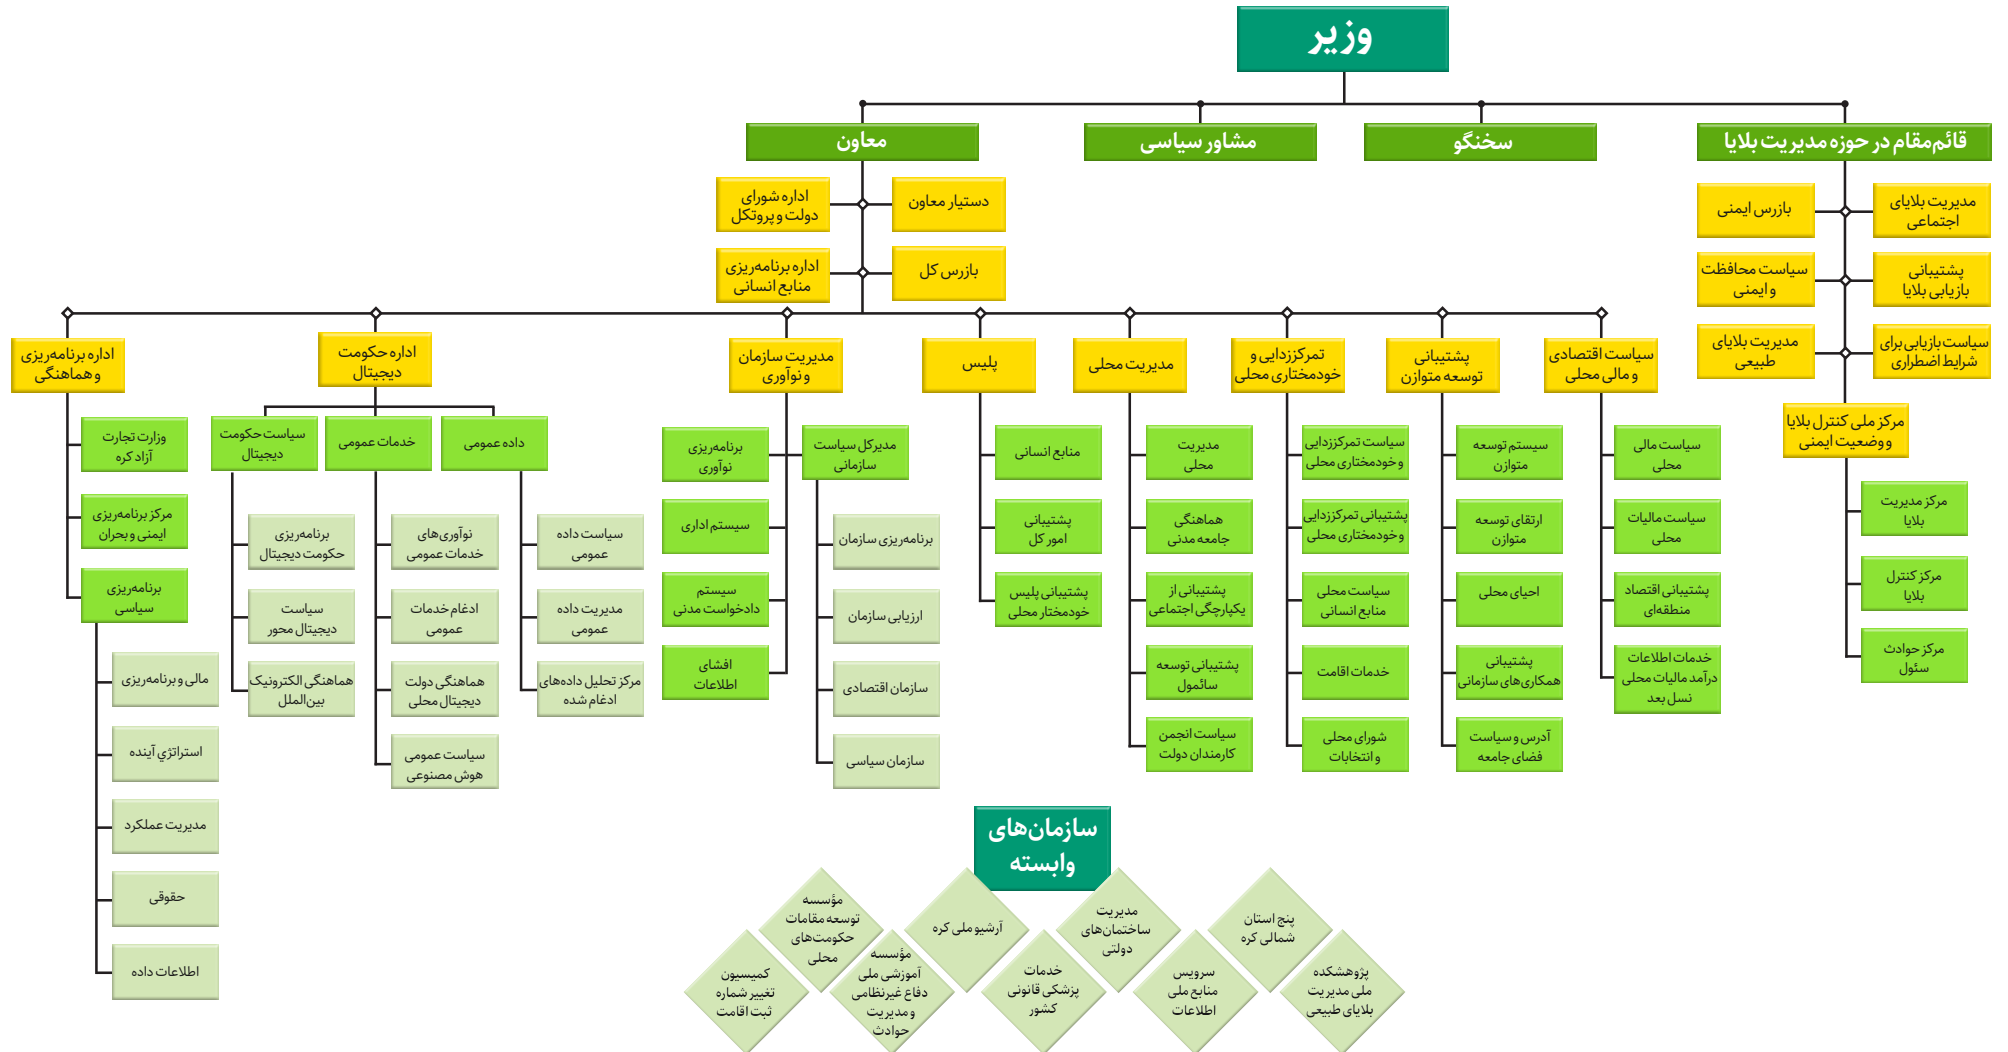 وزیر
قائم‌مقام در حوزه مدیریت بلایا
سخنگو
مشاور سیاسی
معاون
مدیریت بلایای
اجتماعی
بازرس ایمنی
پشتیبانی
بازیابی بلایا
سیاست محافظت
و ایمنی
سیاست بازیابی برای
شرایط اضطراری
مدیریت بلایای
طبیعی
مرکز ملی کنترل بلایا
و وضعیت ایمنی
مرکز مدیریت
بلایا
مرکز کنترل
بلایا
مرکز حوادث
سئول
دستیار معاون
اداره شورای
دولت و پروتکل
بازرس کل
اداره برنامه‌ریزی
منابع انسانی
سیاست اقتصادی
و مالی محلی
سیاست مالی
محلی
سیاست مالیات
محلی
پشتیبانی اقتصاد
منطقه‌ای
خدمات اطلاعات
درآمد مالیات محلی
نسل بعد
پشتیبانی
توسعه متوازن
سیستم توسعه
متوازن
ارتقای توسعه
متوازن
احیای محلی
پشتیبانی
همکاری‌های سازمانی
آدرس و سیاست
فضای جامعه
تمرکززدایی و
خودمختاری محلی
سیاست تمرکززدایی
و خودمختاری محلی
پشتیبانی تمرکززدایی
و خودمختاری محلی
سیاست محلی
منابع انسانی
خدمات اقامت
شورای محلی
و انتخابات
مدیریت محلی
مدیریت
محلی
هماهنگی
جامعه مدنی
پشتیبانی از
یکپارچگی اجتماعی
پشتیبانی توسعه
سائمول
سیاست انجمن
کارمندان دولت
پلیس
منابع انسانی
پشتیبانی
امور کل
پشتیبانی پلیس
خودمختار محلی
مدیریت سازمان
و نوآوری
مدیرکل سیاست
سازمانی
برنامه‌ریزی سازمان
ارزیابی سازمان
سازمان اقتصادی
سازمان سیاسی
برنامه‌ریزی
نوآوری
سیستم اداری
سیستم
دادخواست مدنی
افشای
اطلاعات
اداره حکومت
دیجیتال
داده عمومی
سیاست داده
عمومی
مدیریت داده
عمومی
مرکز تحلیل داده‌های
ادغام شده
خدمات عمومی
نوآوری‌های
خدمات عمومی
ادغام خدمات
عمومی
هماهنگی دولت
دیجیتال محلی
سیاست عمومی
هوش مصنوعی
سیاست حکومت
دیجیتال
برنامه‌ریزی
حکومت دیجیتال
سیاست
دیجیتال محور
هماهنگی الکترونیک
بین‌الملل
اداره برنامه‌ریزی
و هماهنگی
وزارت تجارت
آزاد کره
مرکز برنامه‌ریزی
ایمنی و بحران
برنامه‌ریزی
سیاسی
مالی و برنامه‌ریزی
استراتژي آینده
مدیریت عملکرد
حقوقی
اطلاعات داده
سازمان‌های
وابسته
پژوهشکده
ملی مدیریت
بلایای طبیعی
پنج استان
شمالی کره
سرویس
منابع ملی
اطلاعات
مدیریت
ساختمان‌های
دولتی
خدمات
پزشکی قانونی
کشور
آرشیو ملی کره
مؤسسه
آموزشی ملی
دفاع غیرنظامی
و مدیریت
حوادث
مؤسسه
توسعه مقامات
حکومت‌های
محلی
کمیسیون
تغییر شماره
ثبت اقامت